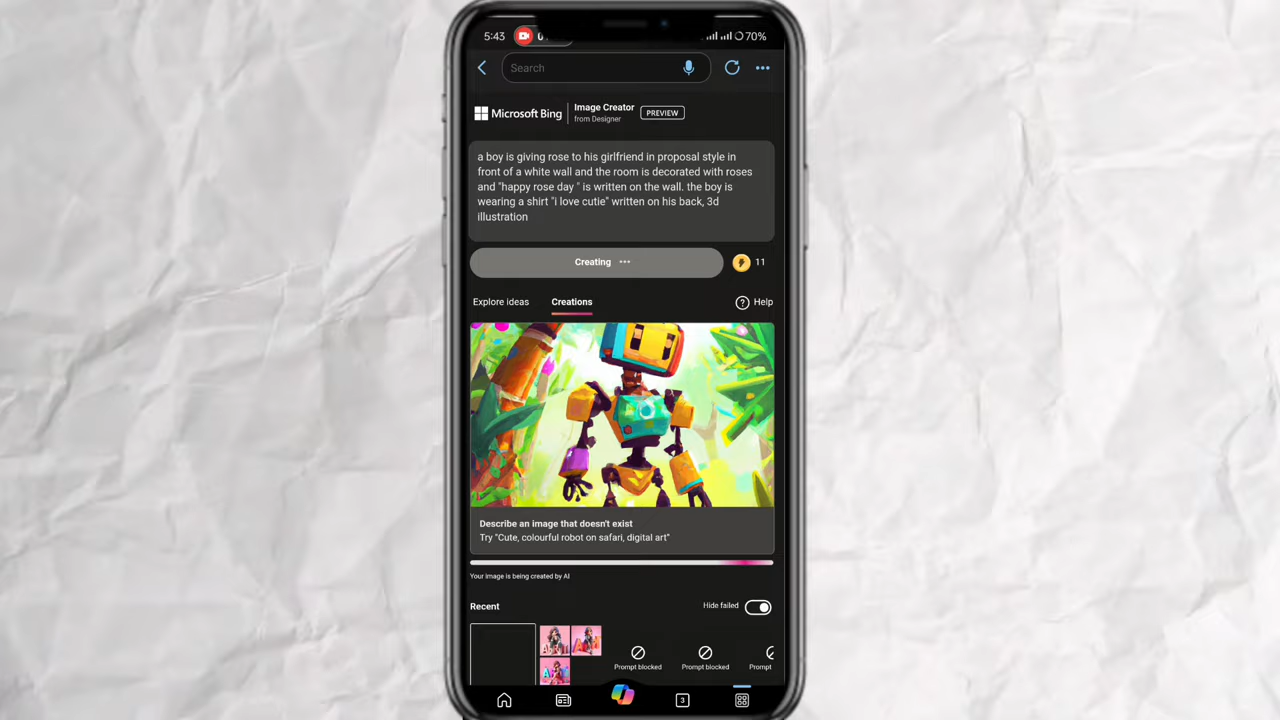 5:43
70%
Search
Microsoft Bing
Image Creator
from Designer
PREVIEW
a boy is giving rose to his girlfriend in proposal style in
front of a white wall and the room is decorated with roses
and "happy rose day " is written on the wall. the boy is
wearing a shirt "i love cutie" written on his back, 3d
illustration
Creating ...
11
Explore ideas
Creations
? Help
Describe an image that doesn't exist
Try "Cute, colourful robot on safari, digital art"
Your image is being created by AI
Recent
Hide failed
Prompt blocked
Prompt blocked
Prompt
3